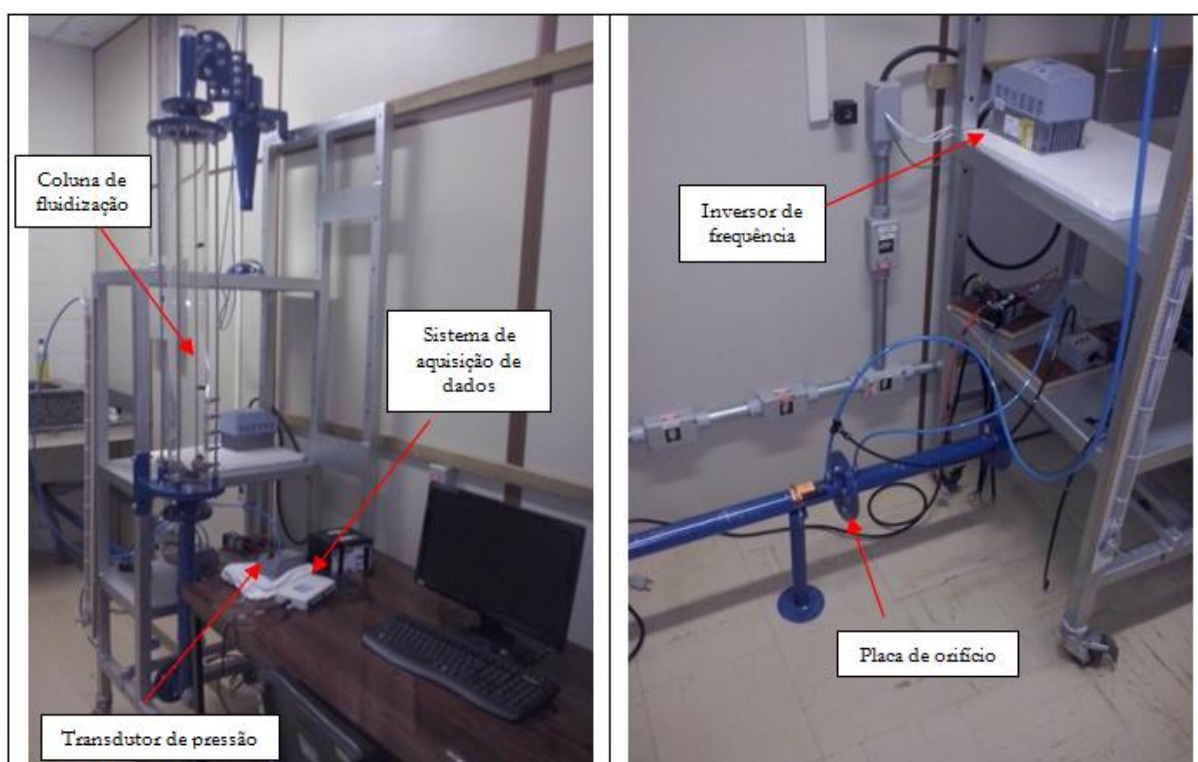 Coluna de
fluidização
Sistema de
aquisição de
dados
Transdutor de pressão
Inversor de
frequência
Placa de orifício